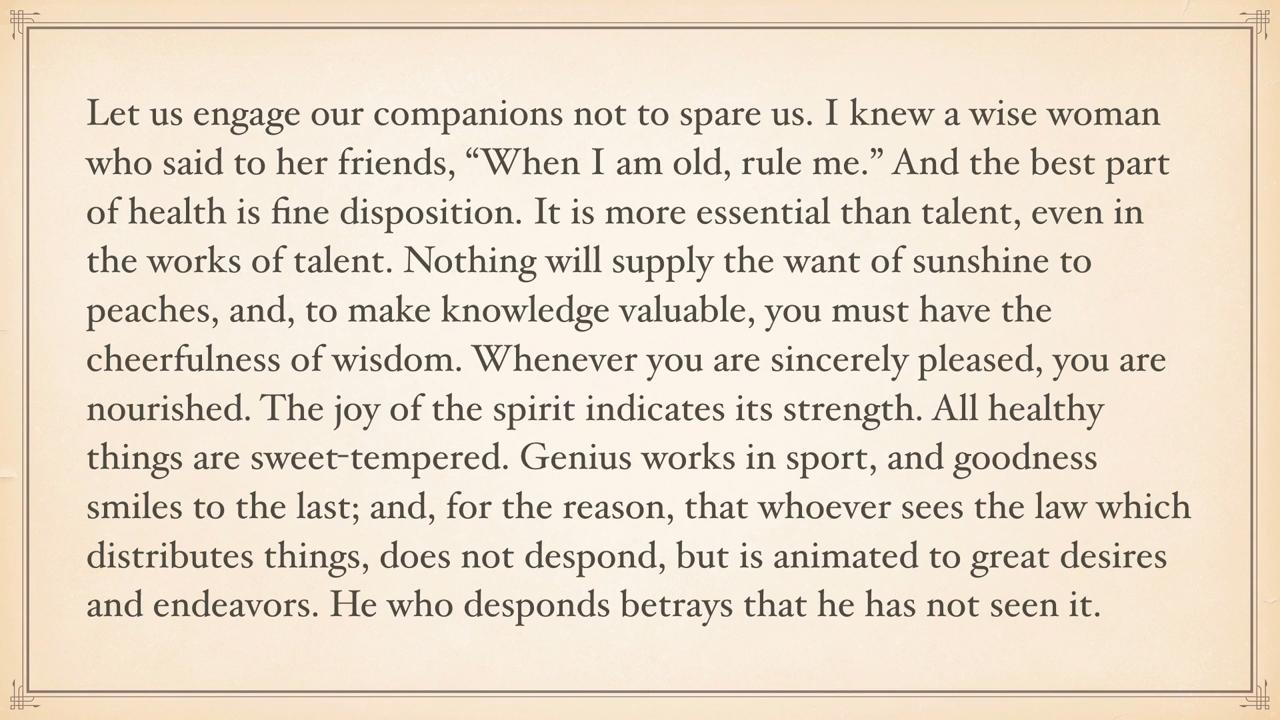 Let us engage our companions not to spare us. I knew a wise woman
who said to her friends, “When I am old, rule me.” And the best part
of health is fine disposition. It is more essential than talent, even in
the works of talent. Nothing will supply the want of sunshine to
peaches, and, to make knowledge valuable, you must have the
cheerfulness of wisdom. Whenever you are sincerely pleased, you are
nourished. The joy of the spirit indicates its strength. All healthy
things are sweet-tempered. Genius works in sport, and goodness
smiles to the last; and, for the reason, that whoever sees the law which
distributes things, does not despond, but is animated to great desires
and endeavors. He who desponds betrays that he has not seen it.